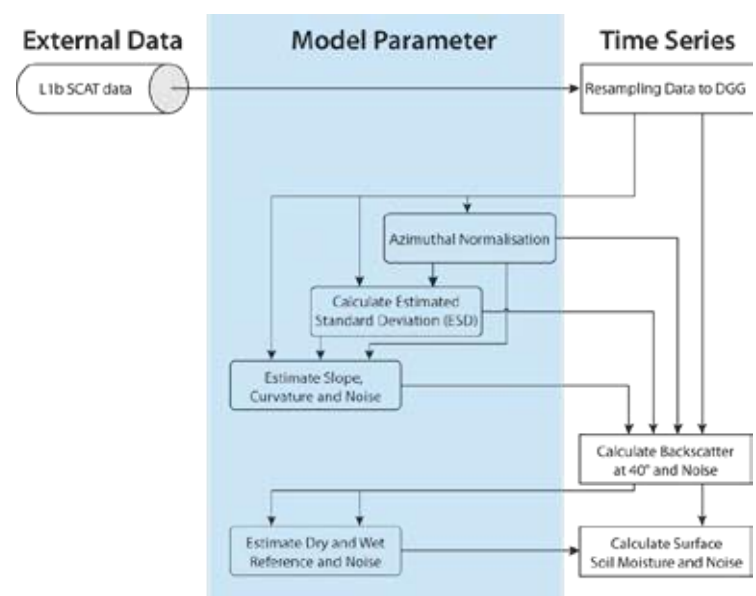 External Data
Model Parameter
Time Series
L1b SCAT data
Resampling Data to DGG
Azimuthal Normalisation
Calculate Estimated
Standard Deviation (ESD)
Estimate Slope,
Curvature and Noise
Calculate Backscatter
at 40° and Noise
Estimate Dry and Wet
Reference and Noise
Calculate Surface
Soil Moisture and Noise